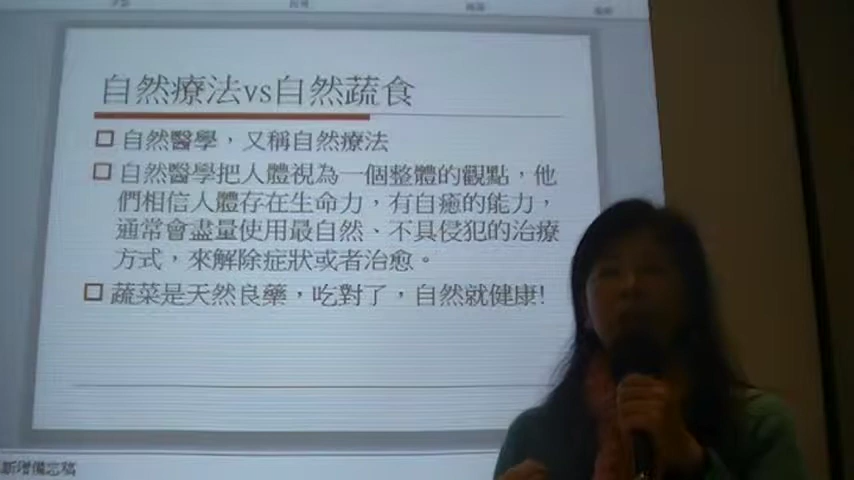 自然療法vs自然蔬食
自然醫學，又稱自然療法
自然醫學把人體視為一個整體的觀點，他
們相信人體存在生命力，有自癒的能力，
通常會盡量使用最自然、不具侵犯的治療
方式，來解除症狀或者治愈。
蔬菜是天然良藥，吃對了，自然就健康!
新增備忘稿